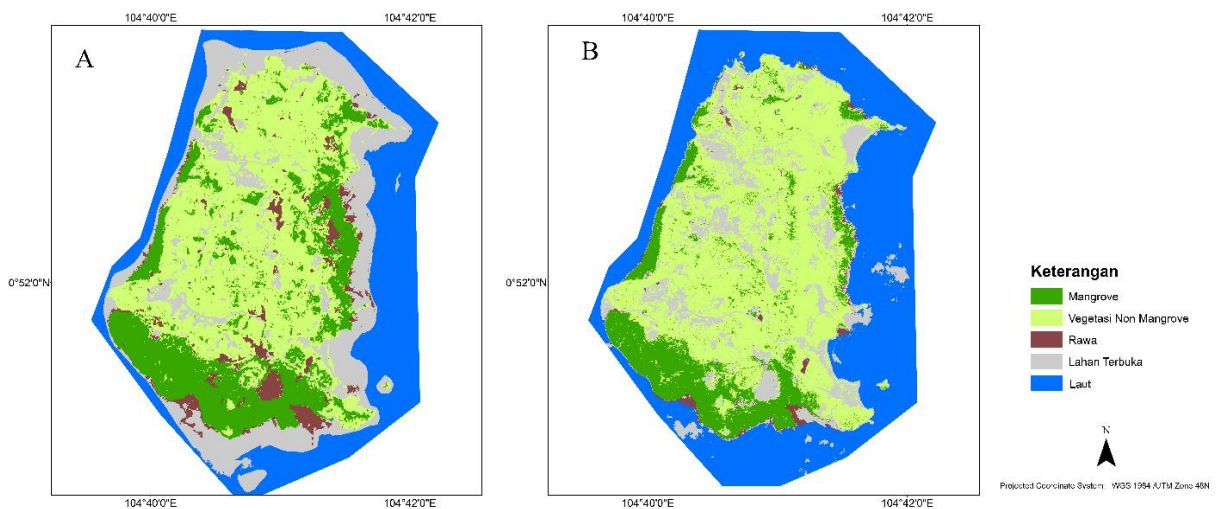 104°40'0"E
104°42'0"E
104°40'0"E
104°42'0"E
A
B
0°52'0"N
0°52'0"N
Keterangan
Mangrove
Vegetasi Non Mangrove
Rawa
Lahan Terbuka
Laut
N
Projected Coordinate System: WGS 1984 /UTM Zone 48N
104°40'0"E
104°42'0"E
104°40'0"E
104°42'0"E